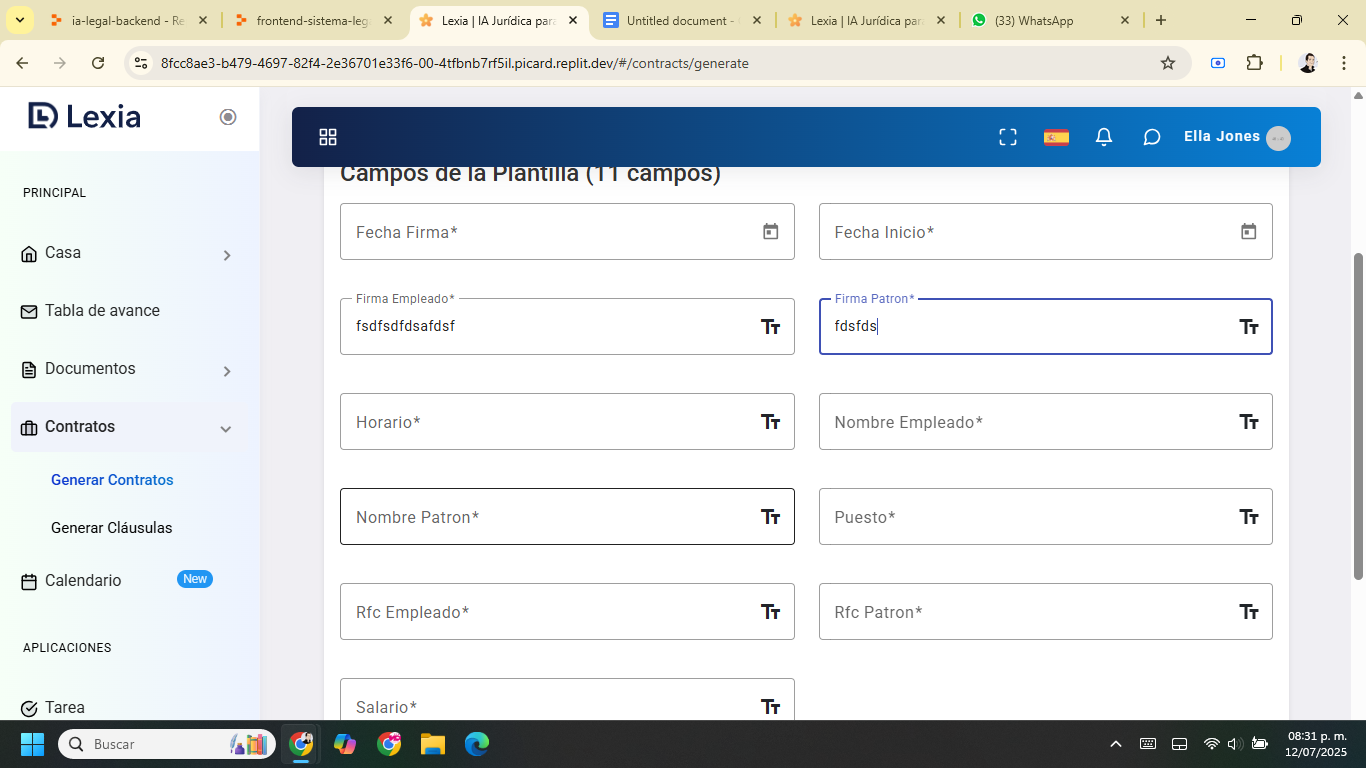 ia-legal-backend - Re
frontend-sistema-leg
Lexia | IA Jurídica para
Untitled document -
Lexia | IA Jurídica para
(33) WhatsApp
8fcc8ae3-b479-4697-82f4-2e36701e33f6-00-4tfbnb7rf5il.picard.replit.dev/#/contracts/generate
Lexia
Ella Jones
PRINCIPAL
Casa
Tabla de avance
Documentos
Contratos
Generar Contratos
Generar Cláusulas
Calendario
New
APLICACIONES
Tarea
Campos de la Plantilla (11 campos)
Fecha Firma*
Fecha Inicio*
Firma Empleado*
fsdfsdfdsafdsf
Firma Patron*
fdsfds
Horario*
Nombre Empleado*
Nombre Patron*
Puesto*
Rfc Empleado*
Rfc Patron*
Salario*
Buscar
08:31 p. m.
12/07/2025